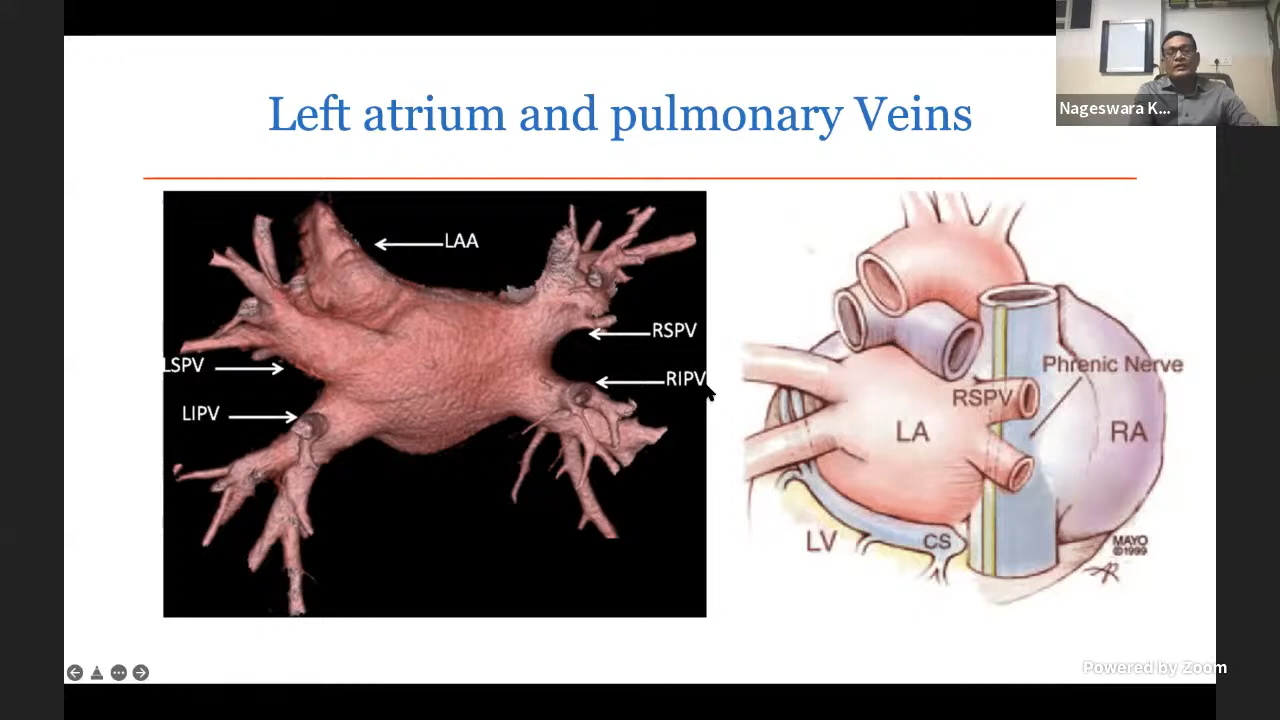 Left atrium and pulmonary Veins
Nageswara K...
LAA
RSPV
RIPV
LSPV
LIPV
Phrenic Nerve
RSPV
LA
RA
LV
CS
MAYO
©1999
AR
Powered by Zoom